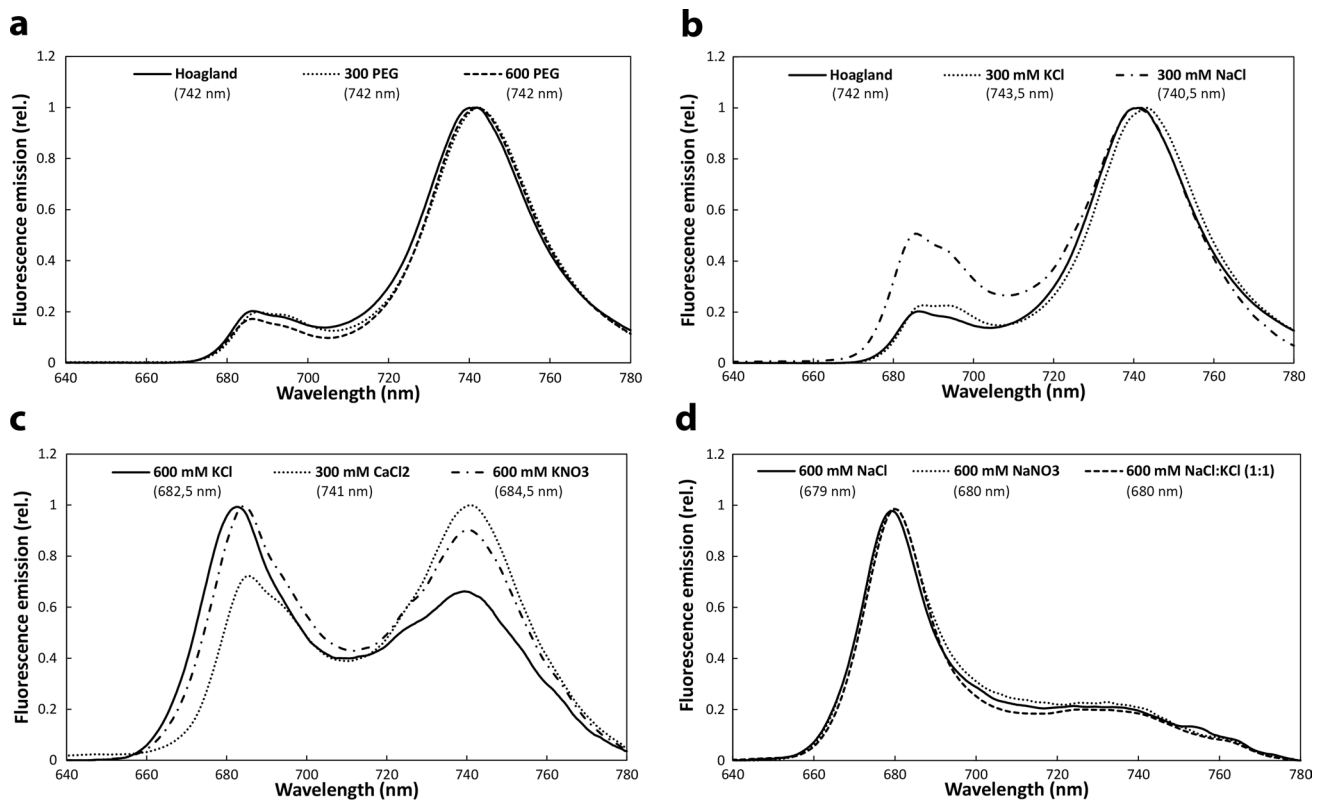 a
1.2
1
0.8
0.6
0.4
0.2
0
Fluorescence emission (rel.)
Hoagland 300 PEG 600 PEG
(742 nm) (742 nm) (742 nm)
640 660 680 700 720 740 760 780
Wavelength (nm)
b
1.2
1
0.8
0.6
0.4
0.2
0
Fluorescence emission (rel.)
Hoagland 300 mM KCl 300 mM NaCl
(742 nm) (743,5 nm) (740,5 nm)
640 660 680 700 720 740 760 780
Wavelength (nm)
c
1.2
1
0.8
0.6
0.4
0.2
0
Fluorescence emission (rel.)
600 mM KCl 300 mM CaCl2 600 mM KNO3
(682,5 nm) (741 nm) (684,5 nm)
640 660 680 700 720 740 760 780
Wavelength (nm)
d
1.2
1
0.8
0.6
0.4
0.2
0
Fluorescence emission (rel.)
600 mM NaCl 600 mM NaNO3 600 mM NaCl:KCl (1:1)
(679 nm) (680 nm) (680 nm)
640 660 680 700 720 740 760 780
Wavelength (nm)